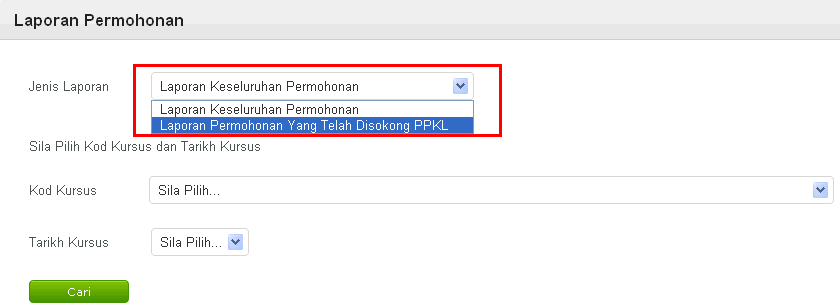 Laporan Permohonan
Jenis Laporan
Laporan Keseluruhan Permohonan
Laporan Keseluruhan Permohonan
Laporan Permohonan Yang Telah Disokong PPKL
Sila Pilih Kod Kursus dan Tarikh Kursus
Kod Kursus
Sila Pilih...
Tarikh Kursus
Sila Pilih...
Cari